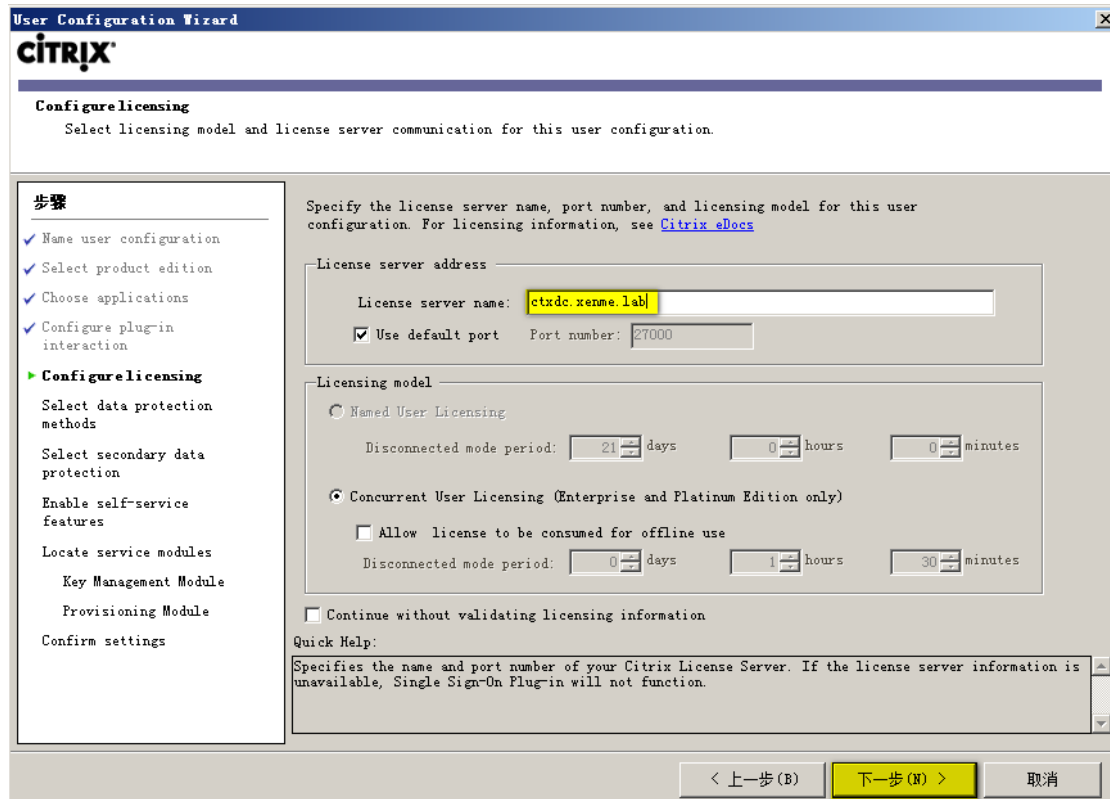 User Configuration Wizard
CiTRIX®
Configure licensing
Select licensing model and license server communication for this user configuration.
步骤
Name user configuration
Select product edition
Choose applications
Configure plug-in
interaction
Configure licensing
Select data protection
methods
Select secondary data
protection
Enable self-service
features
Locate service modules
Key Management Module
Provisioning Module
Confirm settings
Specify the license server name, port number, and licensing model for this user
configuration. For licensing information, see Citrix eDocs
License server address
License server name: ctxdc.xenme.lab
Use default port Port number: 27000
Licensing model
Named User Licensing
Disconnected mode period: 21 days 0 hours 0 minutes
Concurrent User Licensing (Enterprise and Platinum Edition only)
Allow license to be consumed for offline use
Disconnected mode period: 0 days 1 hours 30 minutes
Continue without validating licensing information
Quick Help:
Specifies the name and port number of your Citrix License Server. If the license server information is
unavailable, Single Sign-On Plug-in will not function.
< 上一步(B) 下一步(N) > 取消